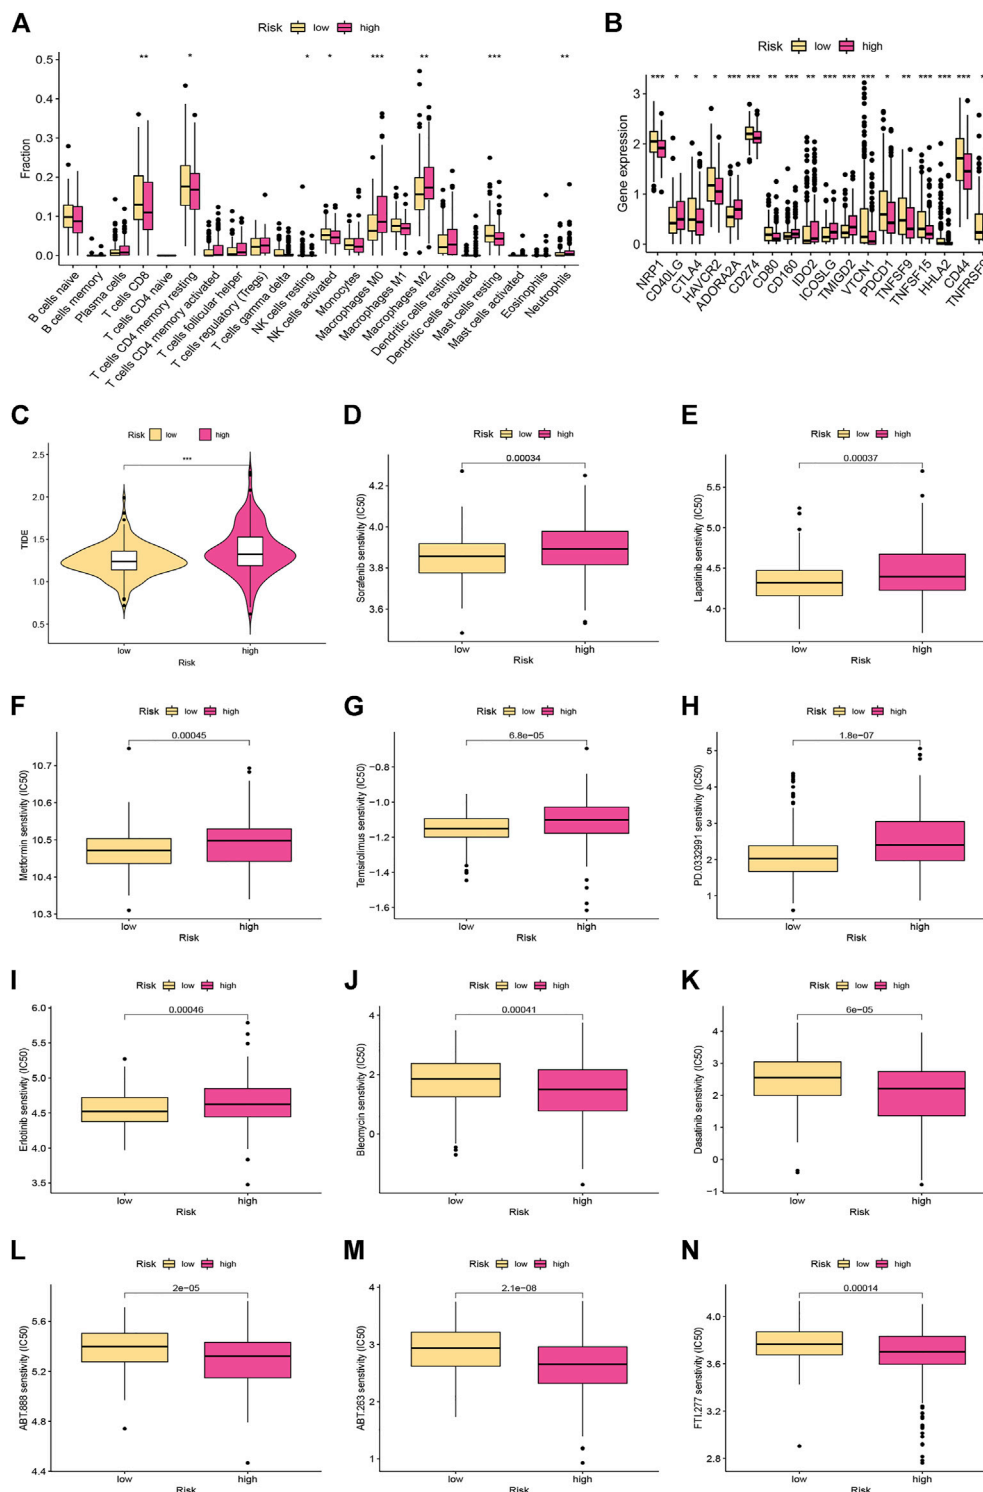 A
Risk low high
B
Risk low high
** * * * *** ** *** **
*** * * * *** *** ** *** ** *** *** *** *** ** *** *** ***
0.5
0.4
0.3
0.2
0.1
0.0
Fraction
3
2
1
0
Gene expression
B cells naive
B cells memory
Plasma cells
T cells CD8
T cells CD4 naive
T cells CD4 memory resting
T cells CD4 memory activated
T cells follicular helper
T cells regulatory (Tregs)
T cells gamma delta
NK cells resting
NK cells activated
Monocytes
Macrophages M0
Macrophages M1
Macrophages M2
Dendritic cells resting
Dendritic cells activated
Mast cells resting
Mast cells activated
Eosinophils
Neutrophils
NRP1
CD40LG
CTLA4
HAVCR2
ADORA2A
CD274
CD80
CD160
IDO2
ICOSLG
TMIGD2
VTCN1
PDCD1
TNFSF9
TNFSF15
HHLA2
CD44
C
Risk low high
***
2.5
2.0
1.5
1.0
0.5
TIDE
low high
Risk
D
Risk low high
0.00034
4.2
4.0
3.8
3.6
Sorafenib senstivity (IC50)
low high
Risk
E
Risk low high
0.00037
5.5
5.0
4.5
4.0
Lapatinib senstivity (IC50)
low high
Risk
F
Risk low high
0.00045
10.7
10.6
10.5
10.4
10.3
Metformin senstivity (IC50)
low high
Risk
G
Risk low high
6.8e−05
−0.8
−1.0
−1.2
−1.4
−1.6
Temsirolimus senstivity (IC50)
low high
Risk
H
Risk low high
1.8e−07
5
4
3
2
1
PD.0332991 senstivity (IC50)
low high
Risk
I
Risk low high
0.00046
6.0
5.5
5.0
4.5
4.0
3.5
Erlotinib senstivity (IC50)
low high
Risk
J
Risk low high
0.00041
4
2
0
Bleomycin senstivity (IC50)
low high
Risk
K
Risk low high
6e−05
4
3
2
1
0
−1
Dasatinib senstivity (IC50)
low high
Risk
L
Risk low high
2e−05
5.6
5.2
4.8
4.4
ABT.888 senstivity (IC50)
low high
Risk
M
Risk low high
2.1e−08
4
3
2
1
ABT.263 senstivity (IC50)
low high
Risk
N
Risk low high
0.00014
4.0
3.6
3.2
2.8
FTI.277 senstivity (IC50)
low high
Risk